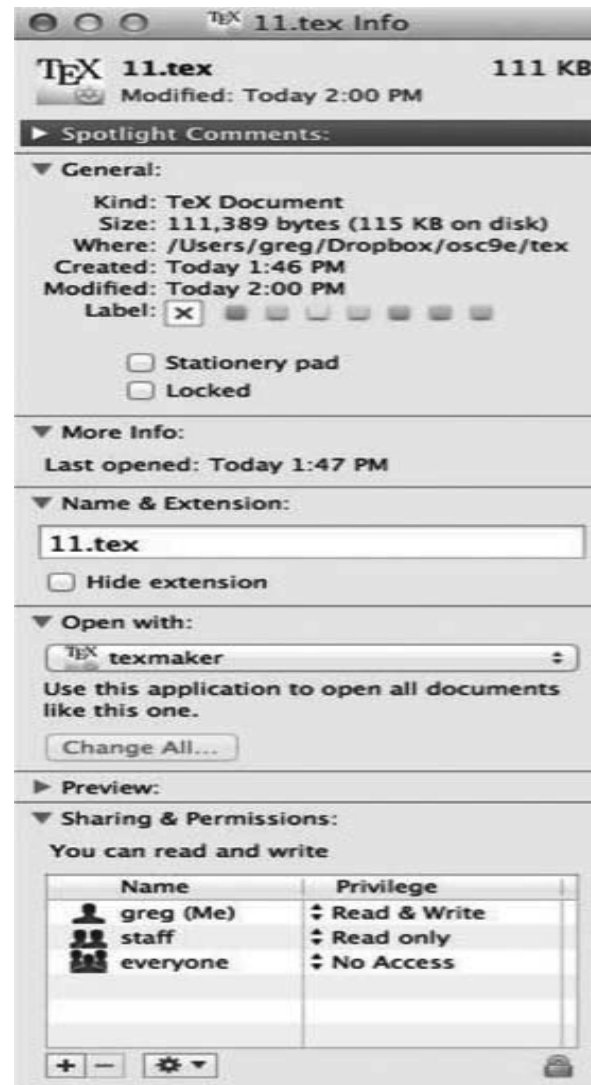 TEX 11.tex Info
TEX 11.tex 111 KB
Modified: Today 2:00 PM
Spotlight Comments:
General:
Kind: TeX Document
Size: 111,389 bytes (115 KB on disk)
Where: /Users/greg/Dropbox/osc9e/tex
Created: Today 1:46 PM
Modified: Today 2:00 PM
Label:
Stationery pad
Locked
More Info:
Last opened: Today 1:47 PM
Name & Extension:
11.tex
Hide extension
Open with:
TEX texmaker
Use this application to open all documents
like this one.
Change All...
Preview:
Sharing & Permissions:
You can read and write
Name Privilege
greg (Me) Read & Write
staff Read only
everyone No Access